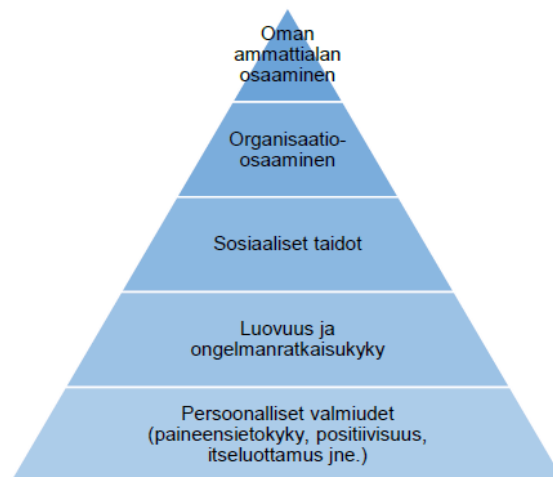 Oman
ammattialan
osaaminen
Organisaatio-
osaaminen
Sosiaaliset taidot
Luovuus ja
ongelmanratkaisukyky
Persoonalliset valmiudet
(paineensietokyky, positiivisuus,
itseluottamus jne.)